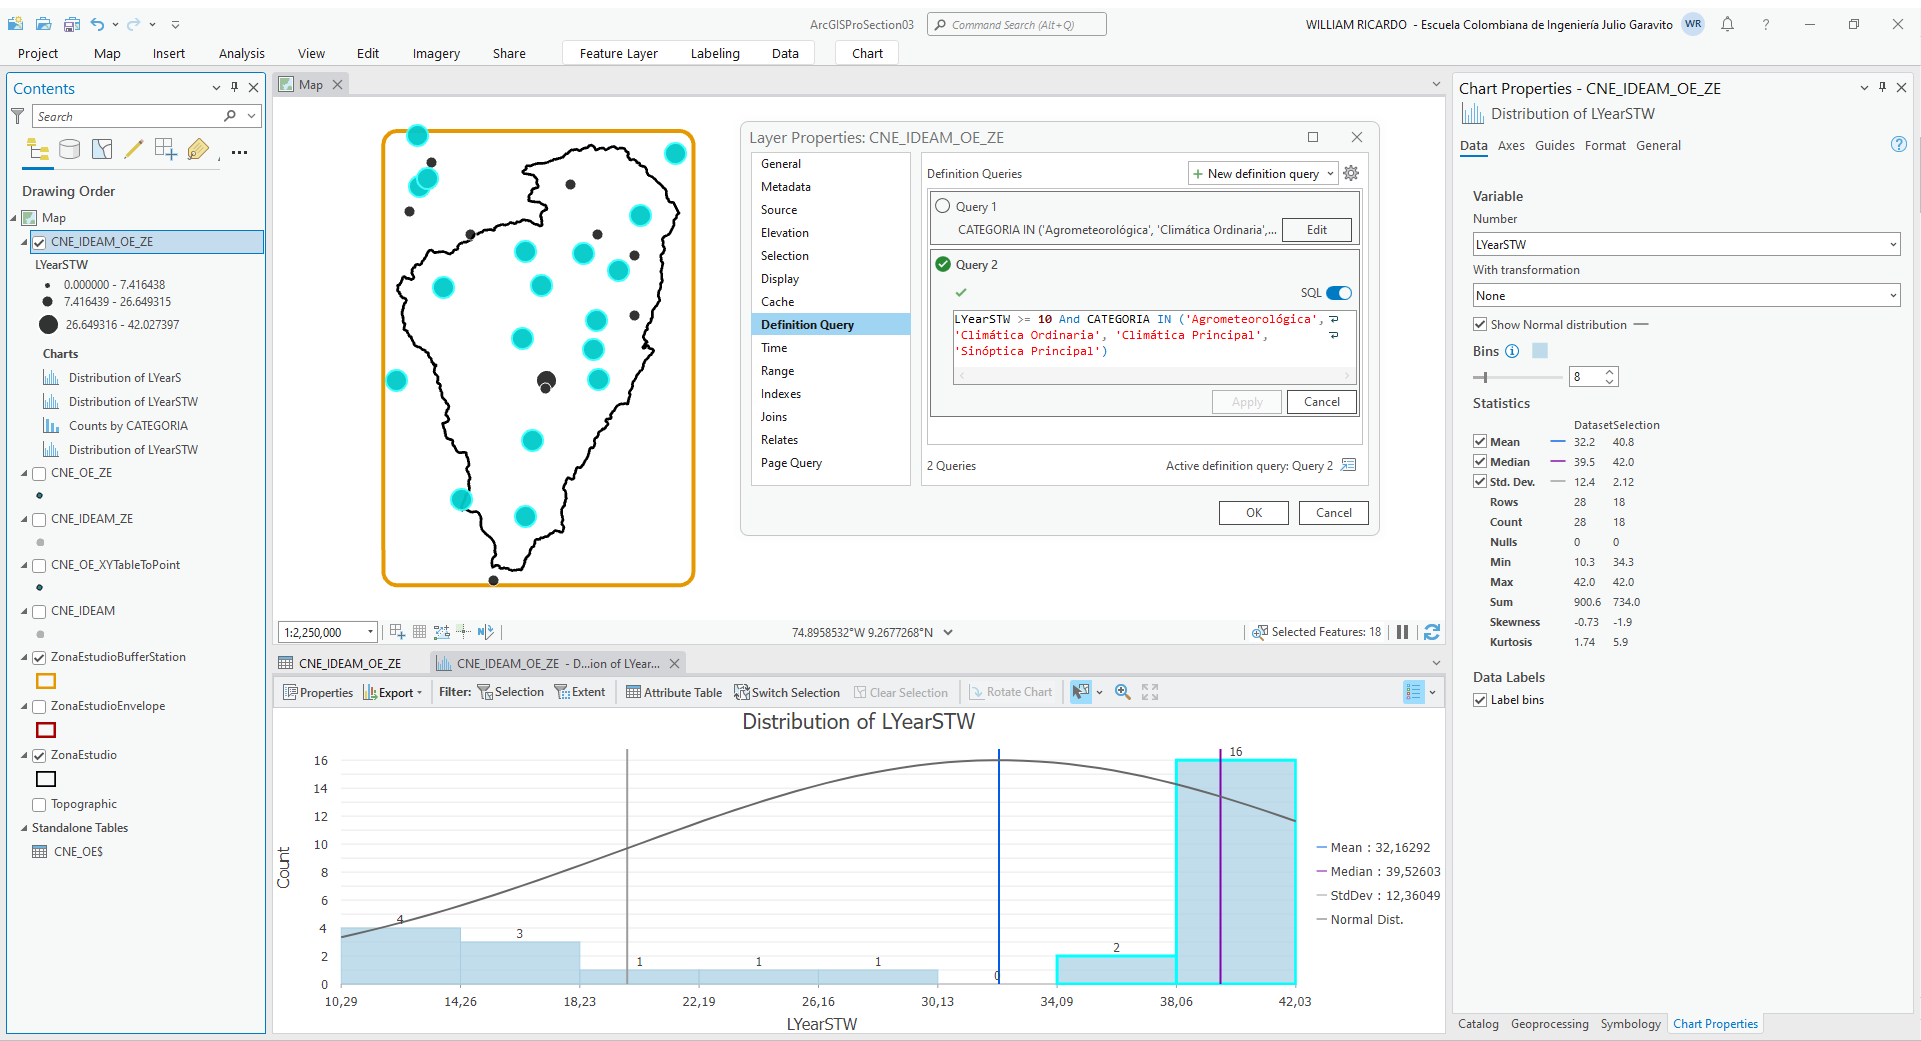 ArcGISProSection03
Command Search (Alt+Q)
WILLIAM RICARDO - Escuela Colombiana de Ingeniería Julio Garavito
WR
?
Project
Map
Insert
Analysis
View
Edit
Imagery
Share
Feature Layer
Labeling
Data
Chart
Contents
Search
...
Drawing Order
Map
CNE_IDEAM_OE_ZE
LYearSTW
0.000000 - 7.416438
7.416439 - 26.649315
26.649316 - 42.027397
Charts
Distribution of LYearS
Distribution of LYearSTW
Counts by CATEGORIA
Distribution of LYearSTW
CNE_OE_ZE
CNE_IDEAM_ZE
CNE_OE_XYTableToPoint
CNE_IDEAM
ZonaEstudioBufferStation
ZonaEstudioEnvelope
ZonaEstudio
Topographic
Standalone Tables
CNE_OE$
Map
Layer Properties: CNE_IDEAM_OE_ZE
General
Metadata
Source
Elevation
Selection
Display
Cache
Definition Query
Time
Range
Indexes
Joins
Relates
Page Query
Definition Queries
New definition query
Query 1
CATEGORIA IN ('Agrometeorológica', 'Climática Ordinaria',...
Edit
Query 2
SQL
LYearSTW >= 10 And CATEGORIA IN ('Agrometeorológica',
'Climática Ordinaria', 'Climática Principal',
'Sinóptica Principal')
Apply
Cancel
2 Queries
Active definition query: Query 2
OK
Cancel
1:2,250,000
74.8958532°W 9.2677268°N
Selected Features: 18
CNE_IDEAM_OE_ZE
CNE_IDEAM_OE_ZE - D...ion of LYear...
Properties
Export
Filter:
Selection
Extent
Attribute Table
Switch Selection
Clear Selection
Rotate Chart
Distribution of LYearSTW
Count
16
14
12
10
8
6
4
2
0
4
3
1
1
1
0
2
16
10,29
14,26
18,23
22,19
26,16
30,13
34,09
38,06
42,03
LYearSTW
Mean : 32,16292
Median : 39,52603
StdDev : 12,36049
Normal Dist.
Chart Properties - CNE_IDEAM_OE_ZE
Distribution of LYearSTW
Data
Axes
Guides
Format
General
?
Variable
Number
LYearSTW
With transformation
None
Show Normal distribution
Bins
8
Statistics
Dataset Selection
Mean 32.2 40.8
Median 39.5 42.0
Std. Dev. 12.4 2.12
Rows 28 18
Count 28 18
Nulls 0 0
Min 10.3 34.3
Max 42.0 42.0
Sum 900.6 734.0
Skewness -0.73 -1.9
Kurtosis 1.74 5.9
Data Labels
Label bins
Catalog
Geoprocessing
Symbology
Chart Properties